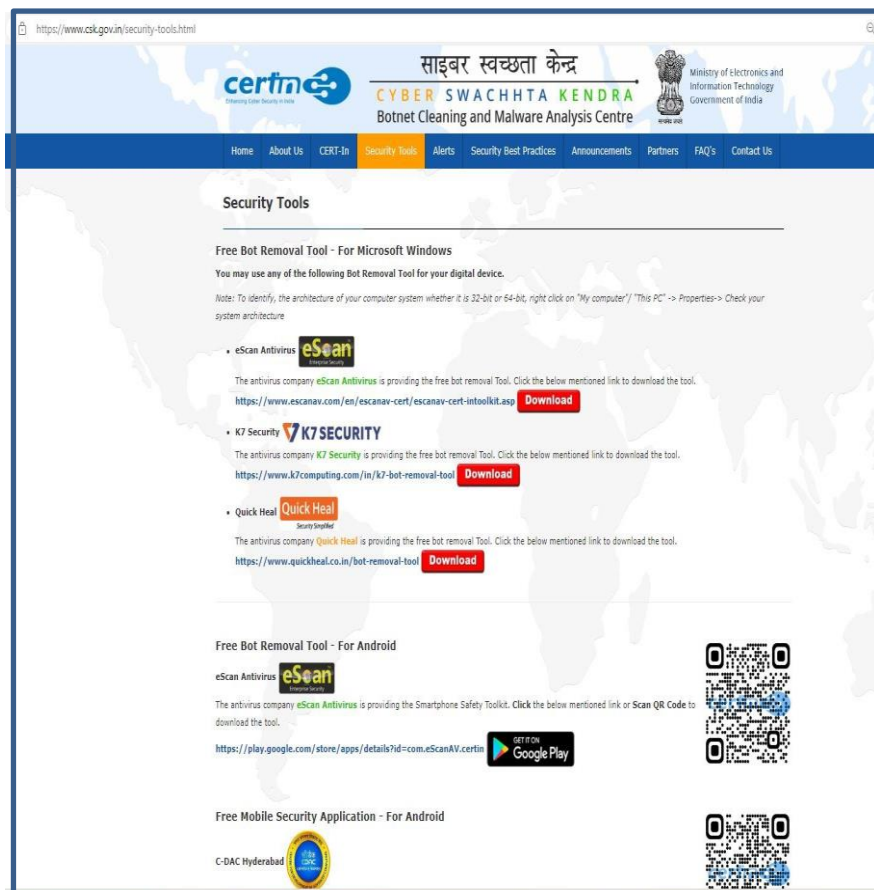 https://www.csk.gov.in/security-tools.html
certin
Enhancing Cyber Security in India
साइबर स्वच्छता केन्द्र
CYBER SWACHHTA KENDRA
Botnet Cleaning and Malware Analysis Centre
सत्यमेव जयते
Ministry of Electronics and
Information Technology
Government of India
Home About Us CERT-In Security Tools Alerts Security Best Practices Announcements Partners FAQ's Contact Us
Security Tools
Free Bot Removal Tool - For Microsoft Windows
You may use any of the following Bot Removal Tool for your digital device.
Note: To identify, the architecture of your computer system whether it is 32-bit or 64-bit, right click on "My computer"/ "This PC" -> Properties-> Check your
system architecture
• eScan Antivirus eScan
Enterprise Security
The antivirus company eScan Antivirus is providing the free bot removal Tool. Click the below mentioned link to download the tool.
https://www.escanav.com/en/escanav-cert/escanav-cert-intoolkit.asp Download
• K7 Security K7 SECURITY
The antivirus company K7 Security is providing the free bot removal Tool. Click the below mentioned link to download the tool.
https://www.k7computing.com/in/k7-bot-removal-tool Download
• Quick Heal Quick Heal
Security Simplified
The antivirus company Quick Heal is providing the free bot removal Tool. Click the below mentioned link to download the tool.
https://www.quickheal.co.in/bot-removal-tool Download
Free Bot Removal Tool - For Android
eScan Antivirus eScan
Enterprise Security
The antivirus company eScan Antivirus is providing the Smartphone Safety Toolkit. Click the below mentioned link or Scan QR Code to
download the tool.
https://play.google.com/store/apps/details?id=com.eScanAV.certin GET IT ON
Google Play
Free Mobile Security Application - For Android
C-DAC Hyderabad